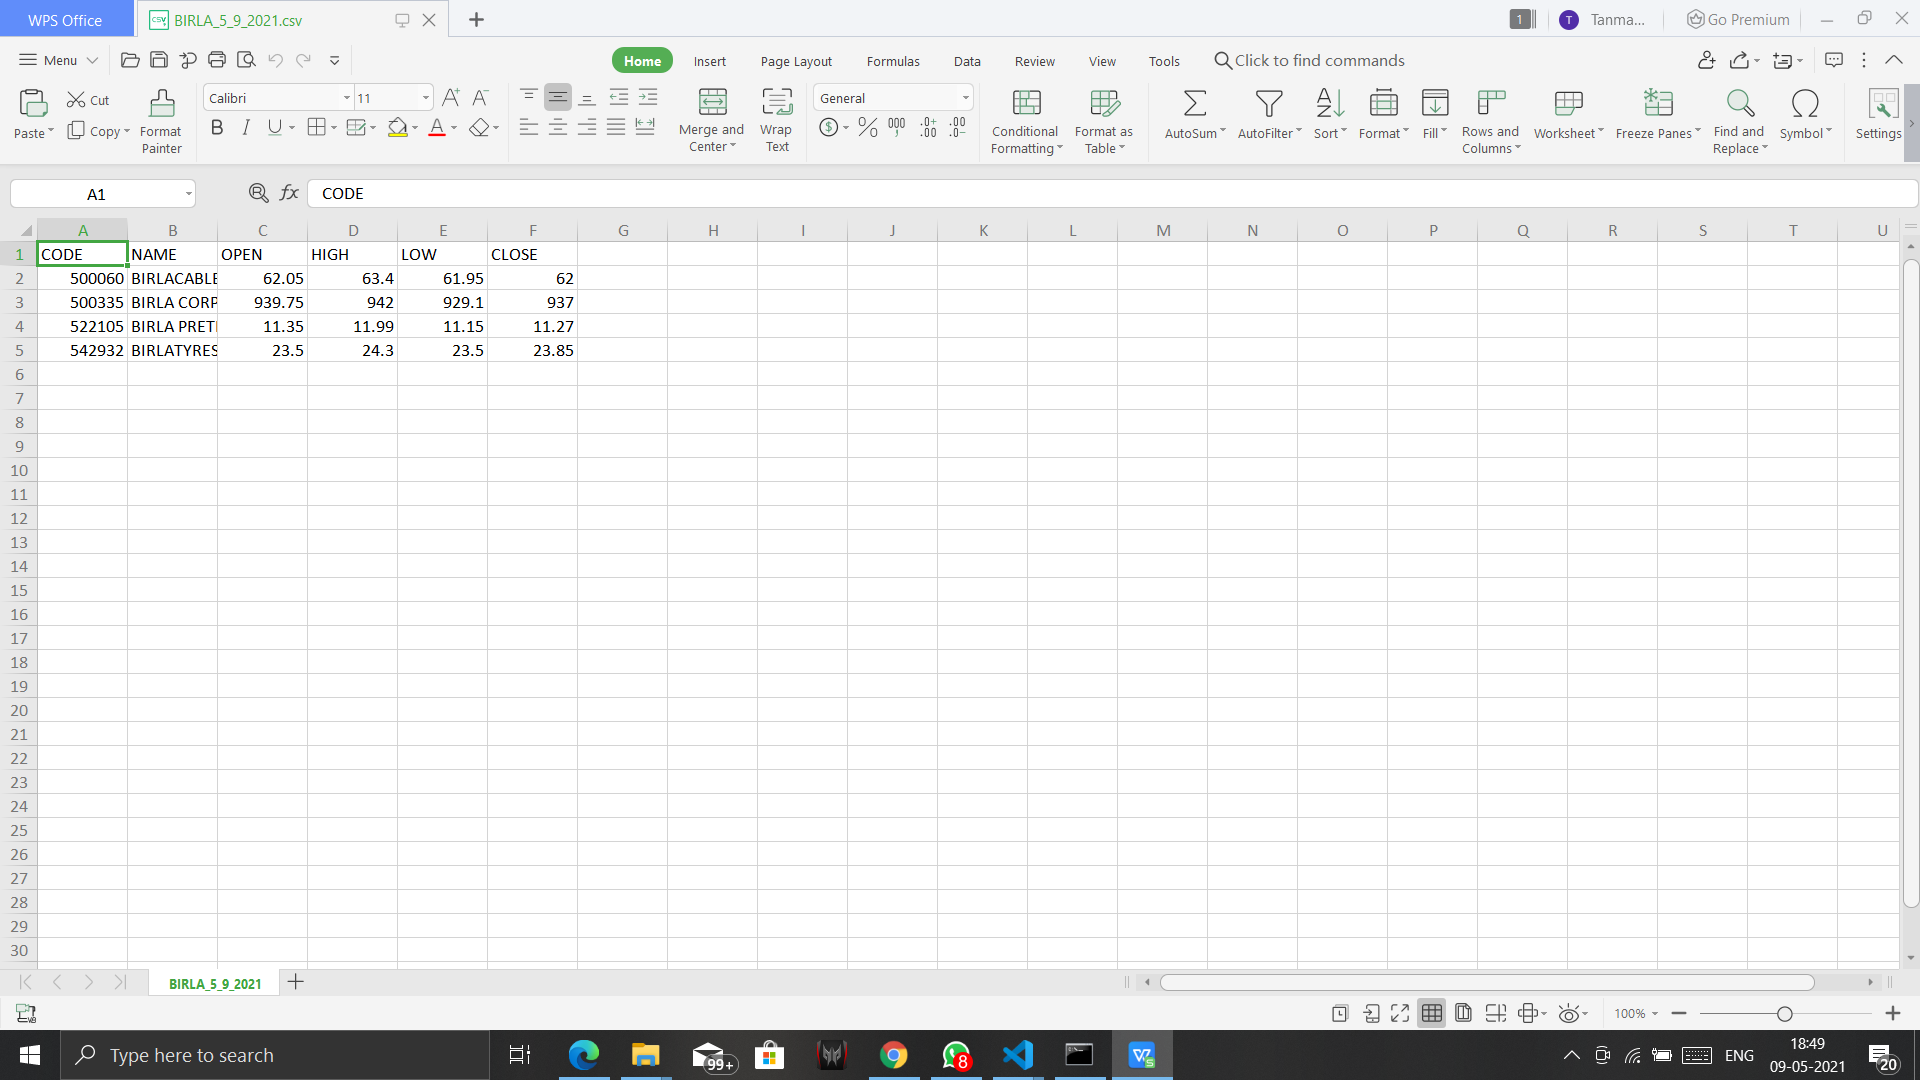 WPS Office BIRLA_5_9_2021.csv 1 T Tanma... Go Premium
Menu Home Insert Page Layout Formulas Data Review View Tools Click to find commands
Paste Cut Copy Format Painter Calibri 11 Merge and Center Wrap Text General Conditional Formatting Format as Table AutoSum AutoFilter Sort Format Fill Rows and Columns Worksheet Freeze Panes Find and Replace Symbol Settings
A1 fx CODE
A B C D E F G H I J K L M N O P Q R S T U
1 CODE NAME OPEN HIGH LOW CLOSE
2 500060 BIRLACABLE 62.05 63.4 61.95 62
3 500335 BIRLA CORP 939.75 942 929.1 937
4 522105 BIRLA PRET 11.35 11.99 11.15 11.27
5 542932 BIRLATYRES 23.5 24.3 23.5 23.85
6
7
8
9
10
11
12
13
14
15
16
17
18
19
20
21
22
23
24
25
26
27
28
29
30
BIRLA_5_9_2021
100%
Type here to search 99+ 8 ENG 18:49
09-05-2021 20